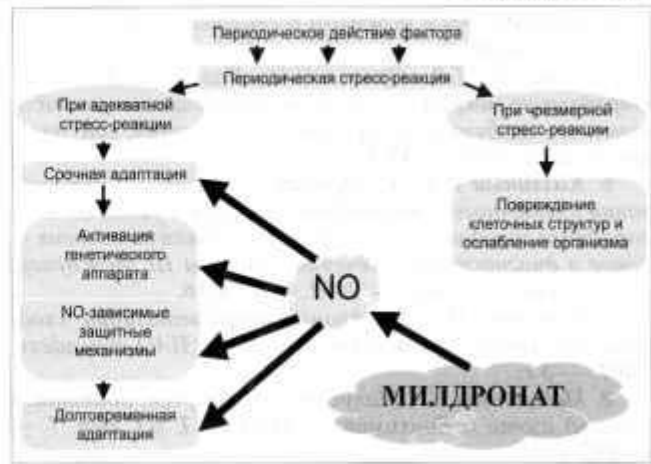 Периодическое действие фактора
Периодическая стресс-реакция
При адекватной
стресс-реакции
При чрезмерной
стресс-реакции
Срочная адаптация
Повреждение
клеточных структур и
ослабление организма
Активация
генетического
аппарата
NO
NO-зависимые
защитные
механизмы
МИЛДРОНАТ
Долговременная
адаптация